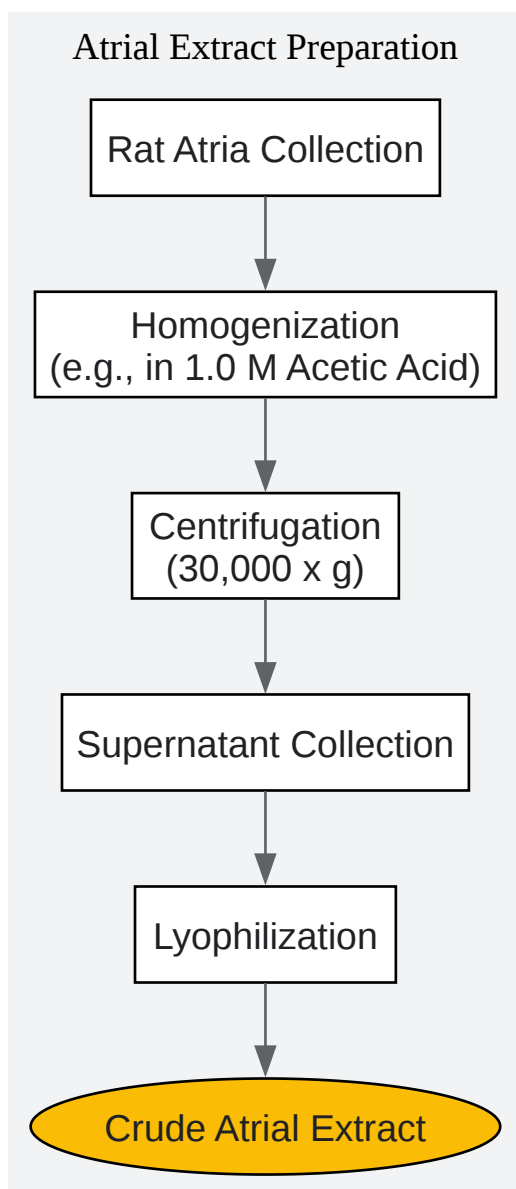 Atrial Extract Preparation
Rat Atria Collection
Homogenization
(e.g., in 1.0 M Acetic Acid)
Centrifugation
(30,000 x g)
Supernatant Collection
Lyophilization
Crude Atrial Extract